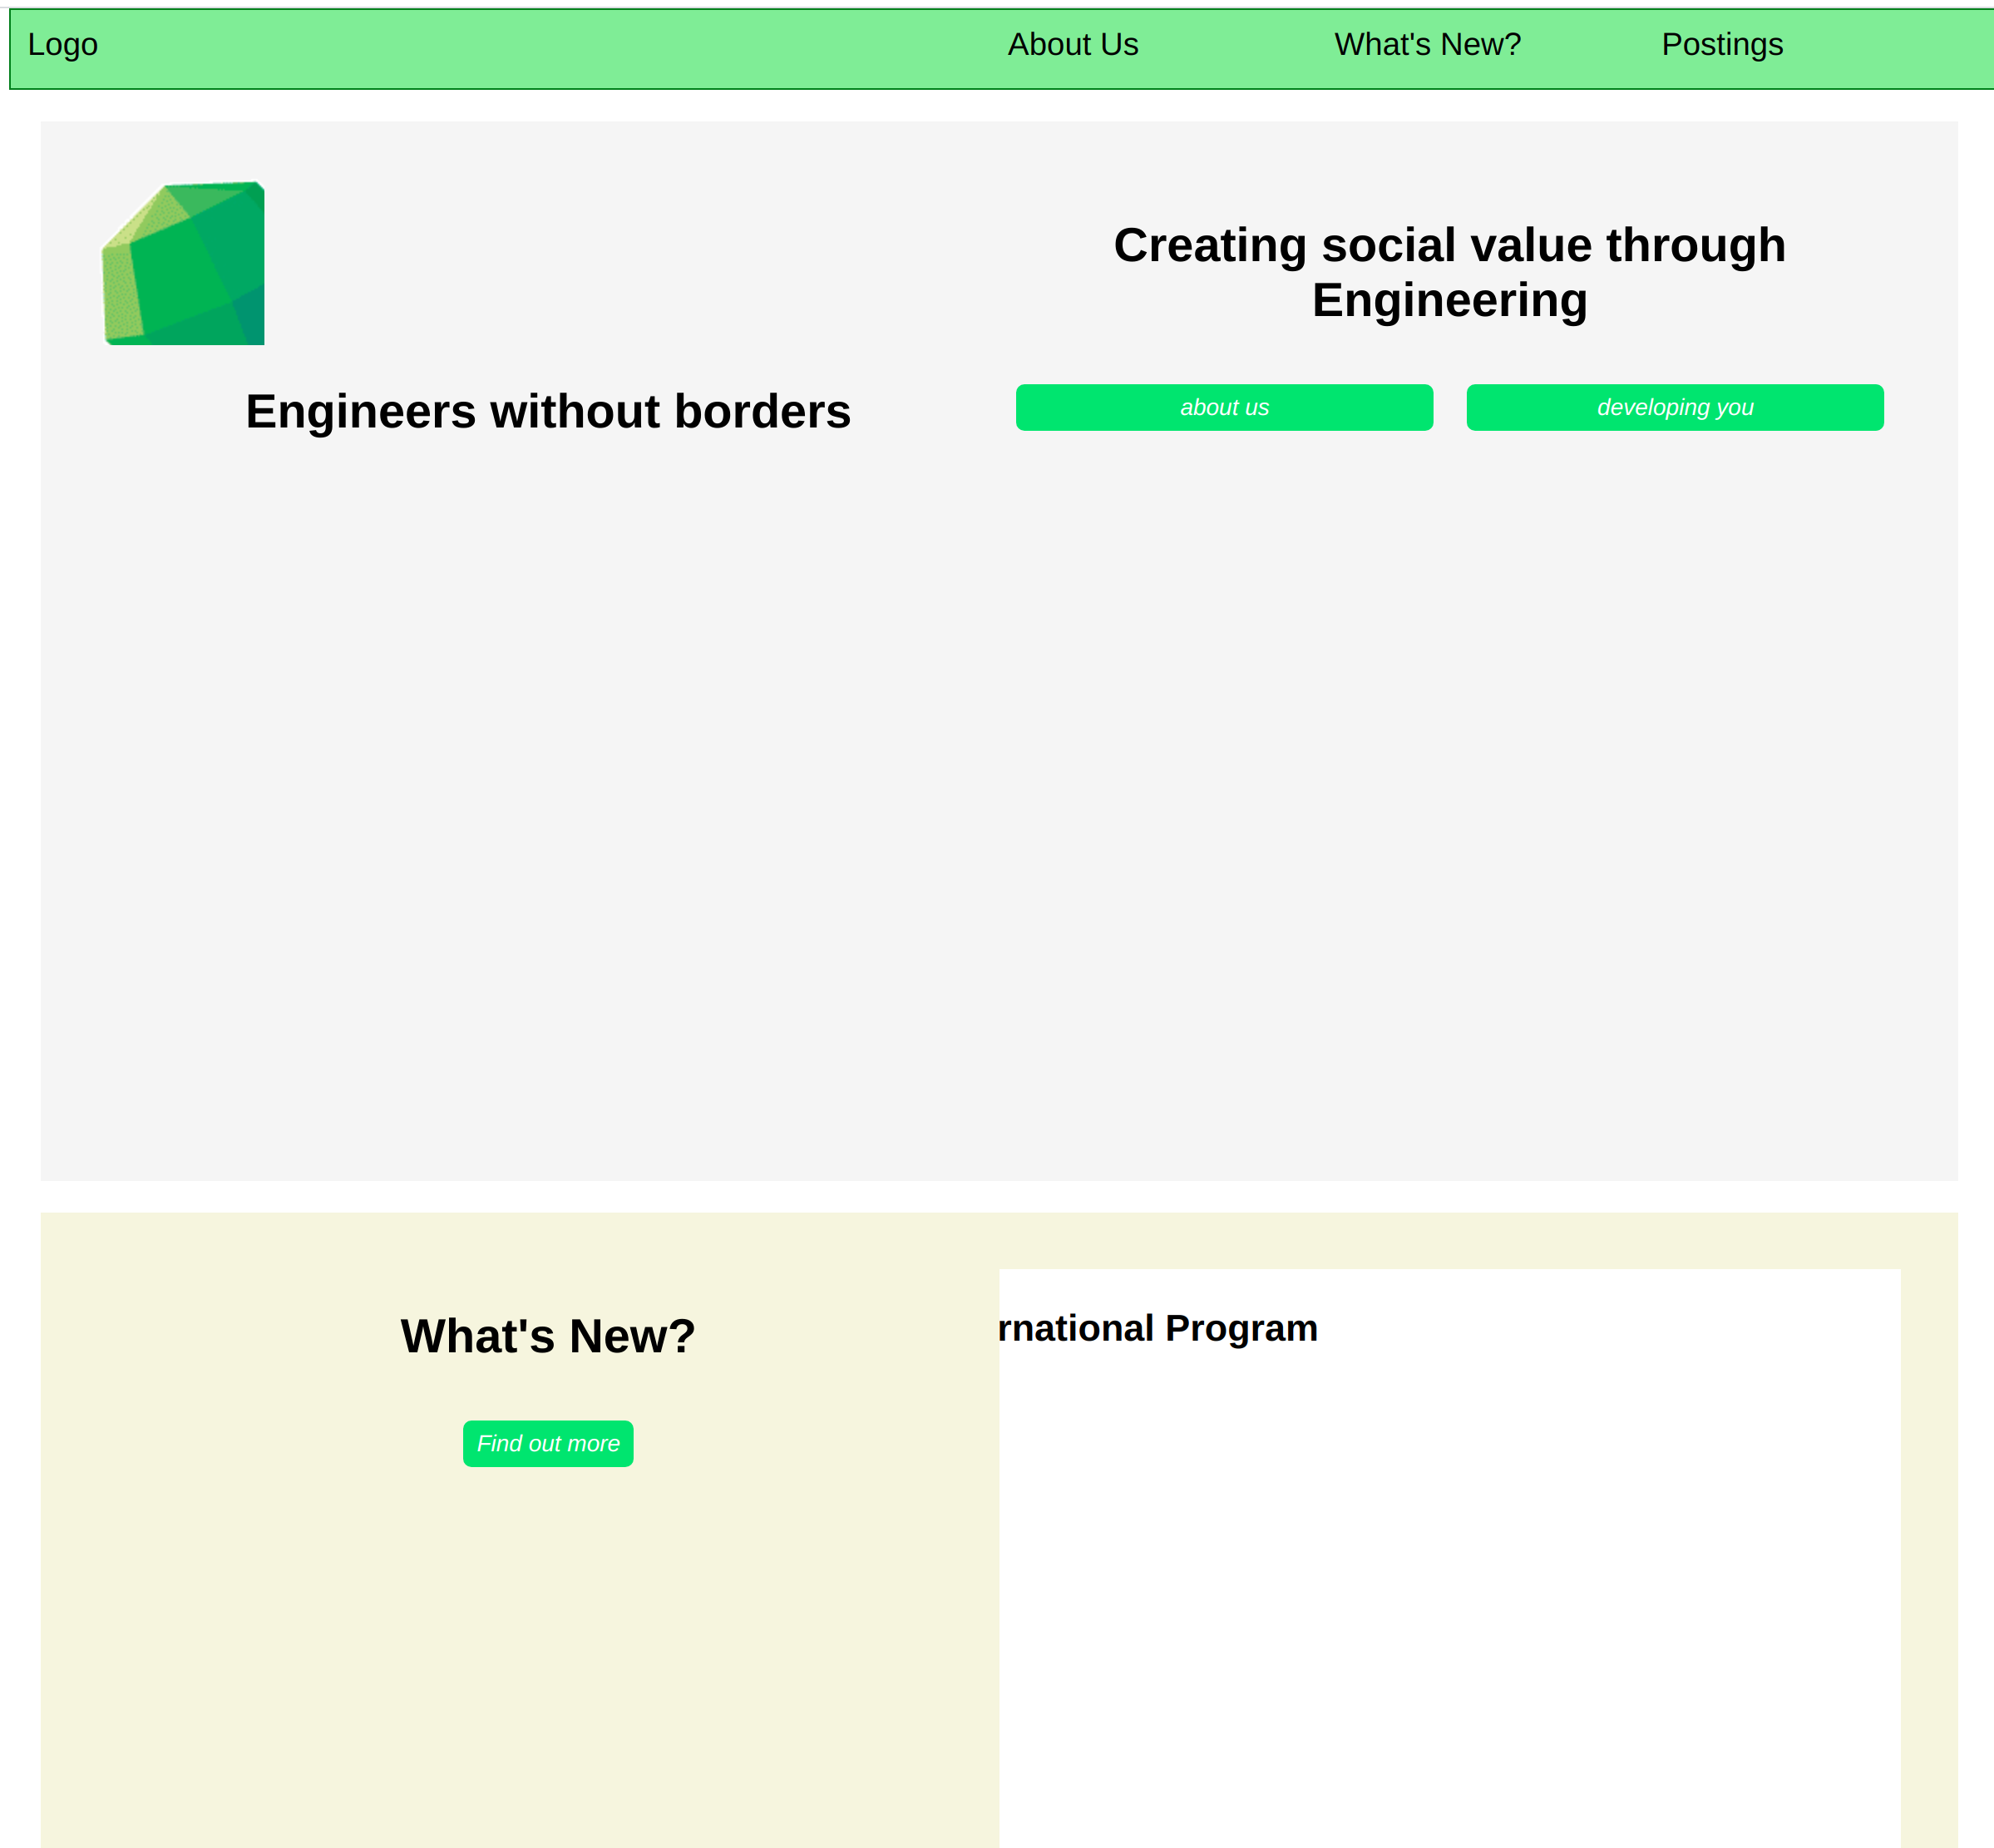 Logo
About Us
What's New?
Postings
Creating social value through
Engineering
Engineers without borders
about us
developing you
What's New?
rnational Program
Find out more